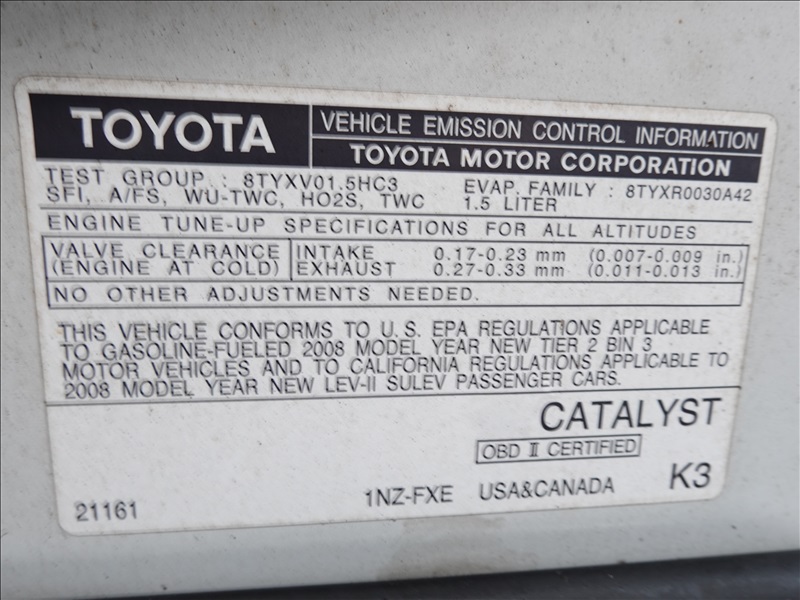 TOYOTA
VEHICLE EMISSION CONTROL INFORMATION
TOYOTA MOTOR CORPORATION
TEST GROUP : 8TYXV01.5HC3 EVAP. FAMILY : 8TYXR0030A42
SFI, A/FS, WU-TWC, HO2S, TWC 1.5 LITER
ENGINE TUNE-UP SPECIFICATIONS FOR ALL ALTITUDES
VALVE CLEARANCE INTAKE 0.17-0.23 mm (0.007-0.009 in.)
(ENGINE AT COLD) EXHAUST 0.27-0.33 mm (0.011-0.013 in.)
NO OTHER ADJUSTMENTS NEEDED.
THIS VEHICLE CONFORMS TO U.S. EPA REGULATIONS APPLICABLE
TO GASOLINE-FUELED 2008 MODEL YEAR NEW TIER 2 BIN 3
MOTOR VEHICLES AND TO CALIFORNIA REGULATIONS APPLICABLE TO
2008 MODEL YEAR NEW LEV-II SULEV PASSENGER CARS.
CATALYST
OBD II CERTIFIED
21161 1NZ-FXE USA&CANADA K3